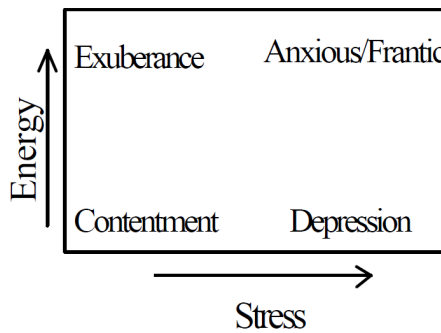 Exuberance
Anxious/Frantic
Energy
Contentment
Depression
Stress